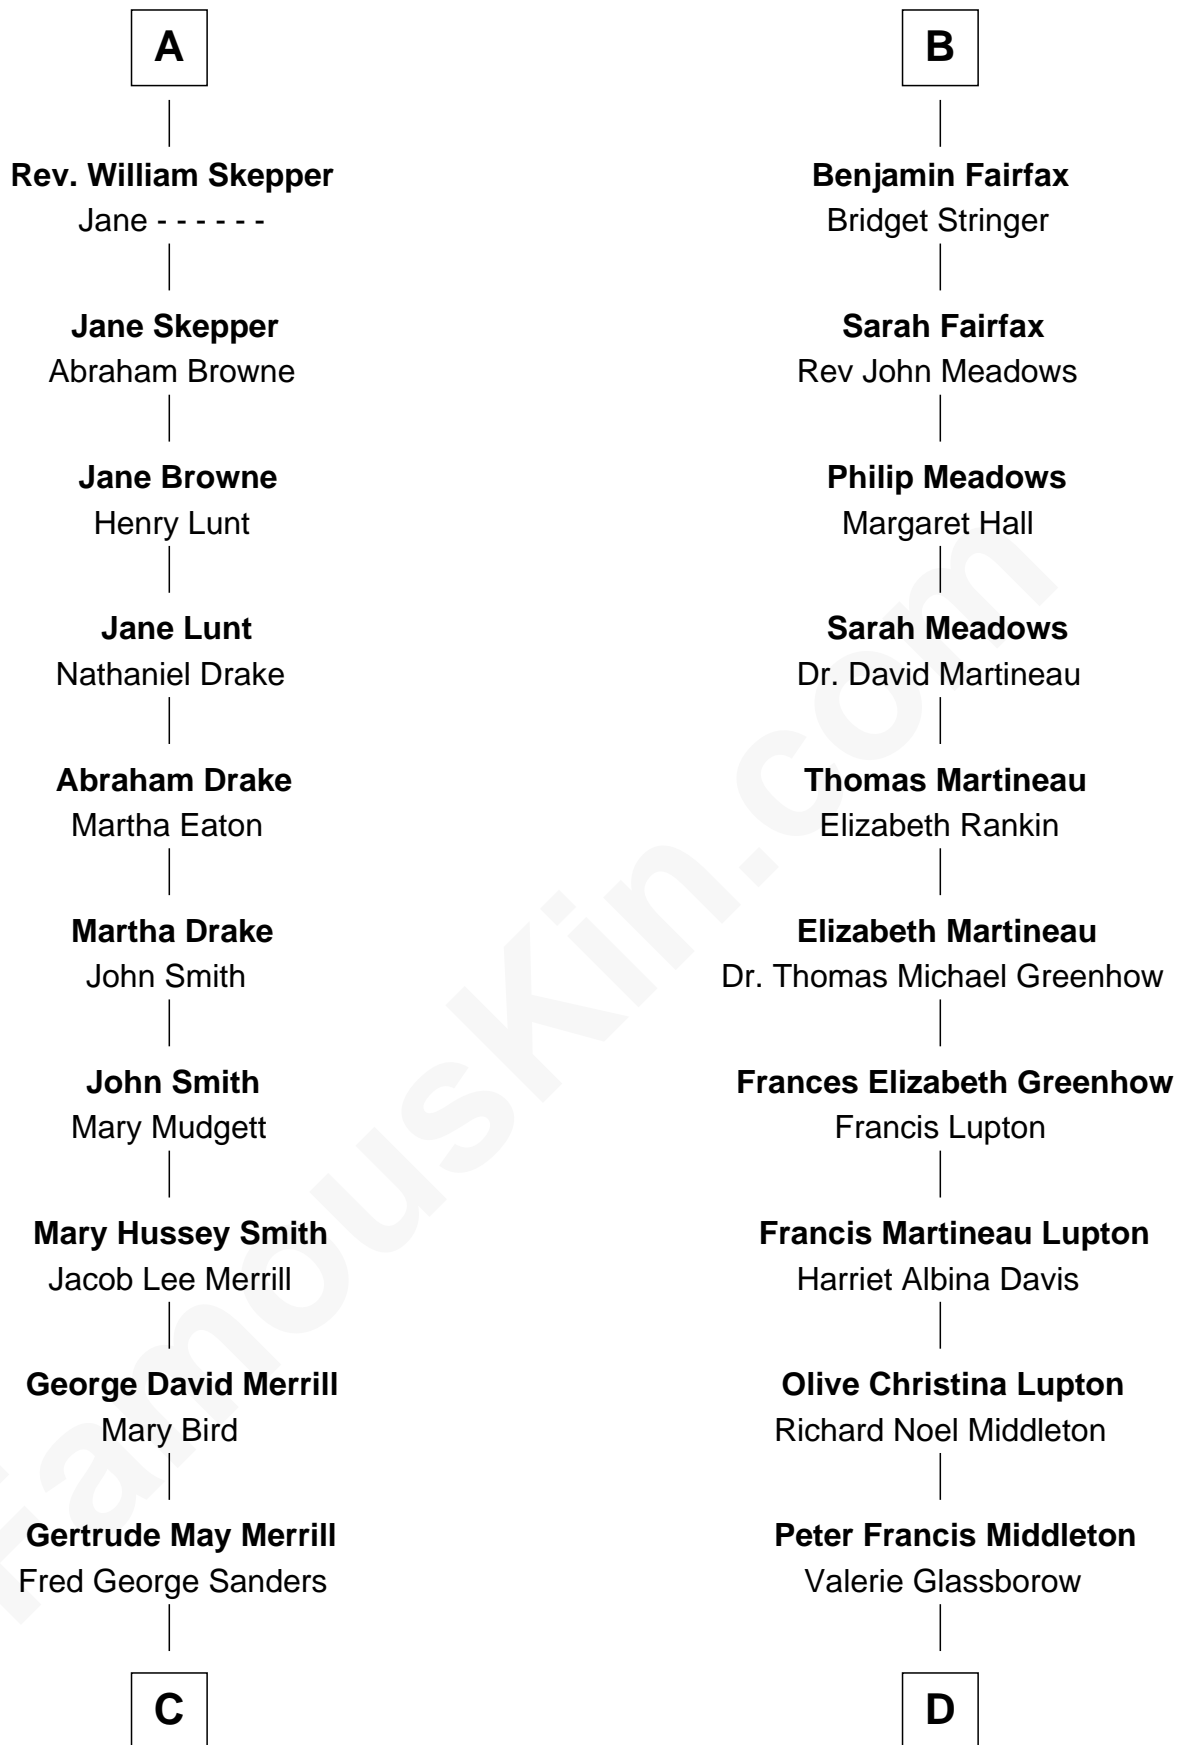 A
Rev. William Skepper
Jane - - - - - -
Jane Skepper
Abraham Browne
Jane Browne
Henry Lunt
Jane Lunt
Nathaniel Drake
Abraham Drake
Martha Eaton
Martha Drake
John Smith
John Smith
Mary Mudgett
Mary Hussey Smith
Jacob Lee Merrill
George David Merrill
Mary Bird
Gertrude May Merrill
Fred George Sanders
C
B
Benjamin Fairfax
Bridget Stringer
Sarah Fairfax
Rev John Meadows
Philip Meadows
Margaret Hall
Sarah Meadows
Dr. David Martineau
Thomas Martineau
Elizabeth Rankin
Elizabeth Martineau
Dr. Thomas Michael Greenhow
Frances Elizabeth Greenhow
Francis Lupton
Francis Martineau Lupton
Harriet Albina Davis
Olive Christina Lupton
Richard Noel Middleton
Peter Francis Middleton
Valerie Glassborow
D
FamousKin.com